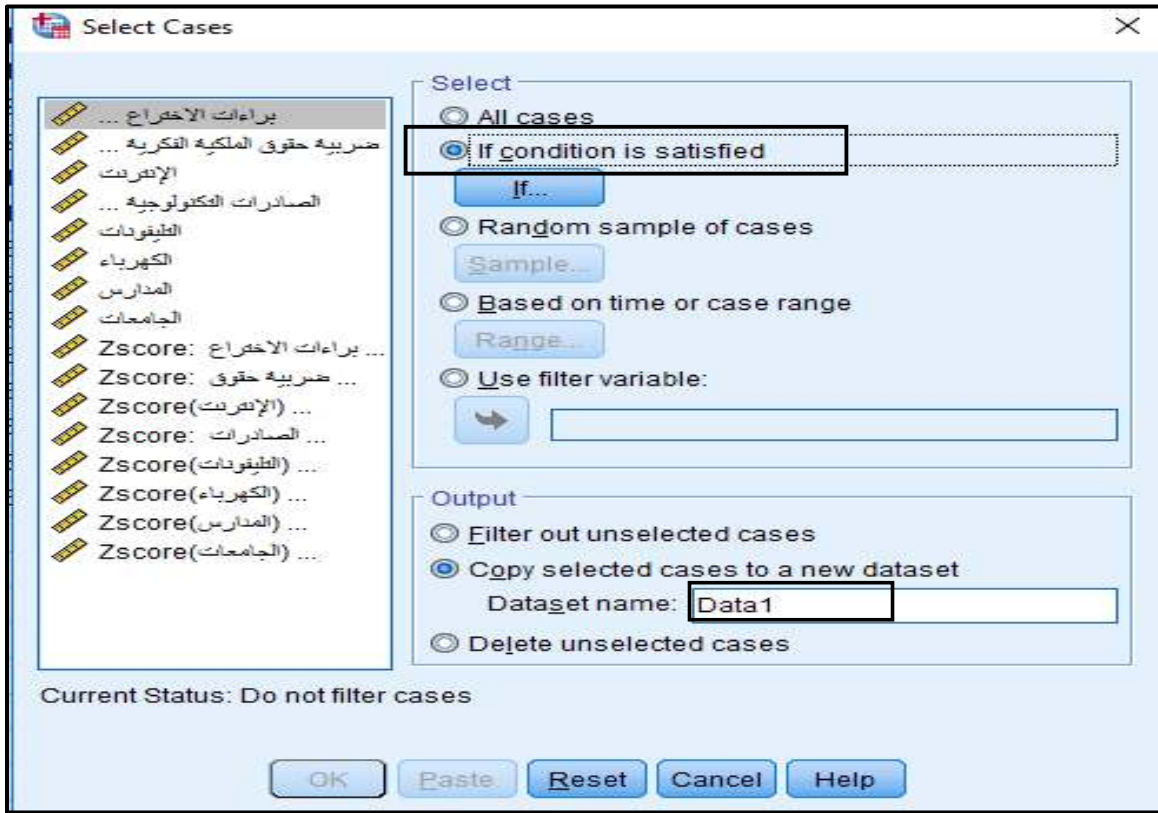 Select Cases
براءات الاختراع ...
ضريبة حقوق الملكية الفكرية ...
الإنترنت
الصادرات التكنولوجية ...
التليفونات
الكهرباء
المدارس
الجامعات
Zscore: براءات الاختراع ...
Zscore: ضريبة حقوق ...
Zscore(الإنترنت) ...
Zscore: الصادرات ...
Zscore(التليفونات) ...
Zscore(الكهرباء) ...
Zscore(المدارس) ...
Zscore(الجامعات) ...
Select
All cases
If condition is satisfied
If...
Random sample of cases
Sample...
Based on time or case range
Range...
Use filter variable:
Output
Filter out unselected cases
Copy selected cases to a new dataset
Dataset name: Data1
Delete unselected cases
Current Status: Do not filter cases
OK Paste Reset Cancel Help